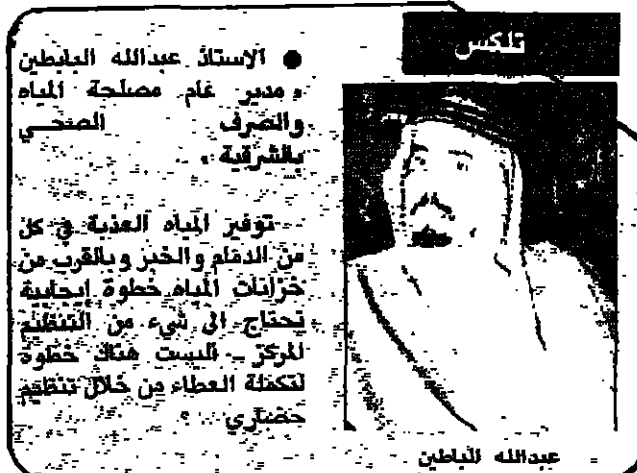 تلكس
● الاستاذ عبدالله البابطين
« مدير عام مصلحة المياه
والصرف الصحي
بالشرقية » ..
- توفير المياه العذبة في كل
من الدمام والخبر وبالقرب من
خزانات المياه خطوة إيجابية
تحتاج الى شيء من التنظيم
المركز - أليست هناك خطوة
لتكملة العطاء من خلال تنظيم
حضاري .
عبدالله البابطين